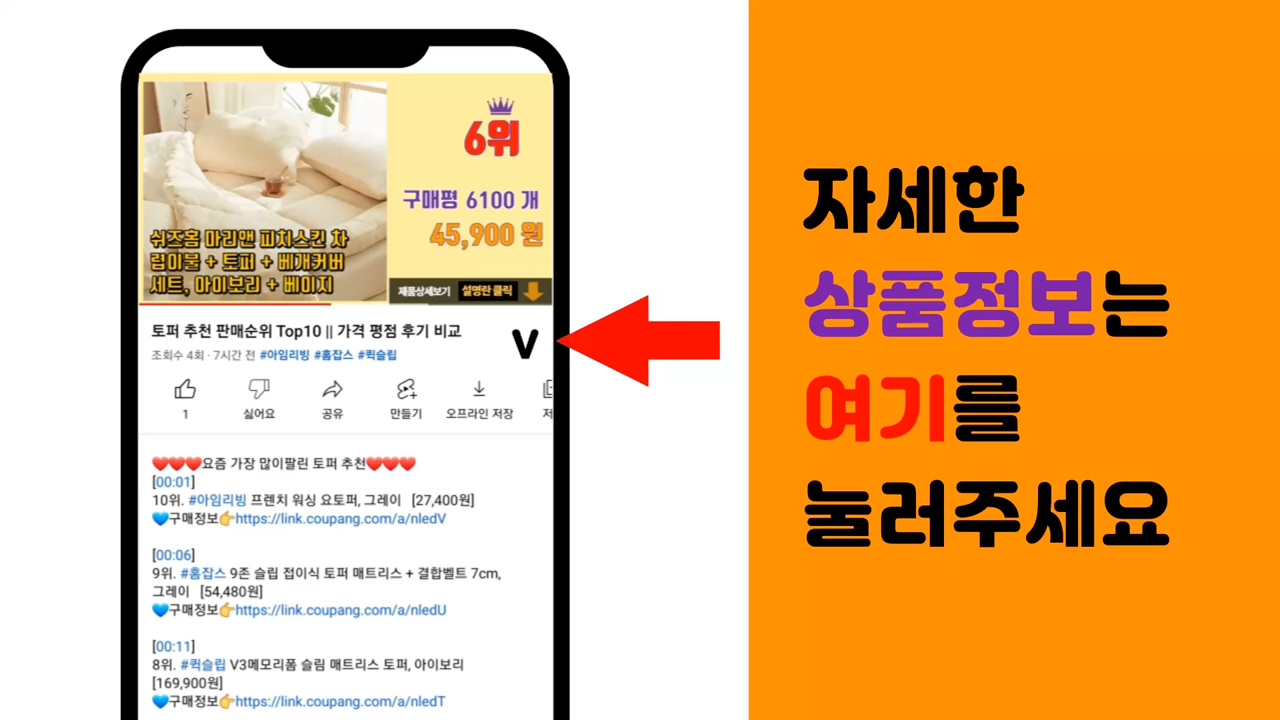 6위
구매평 6100 개
45,900 원
쉬즈홈 마리앤 피치스킨 차
렵이불 + 토퍼 + 베개커버
세트, 아이보리 + 베이지
제품상세보기 설명란 클릭
토퍼 추천 판매순위 Top10 || 가격 평점 후기 비교
V
조회수 4회 · 7시간 전 #아임리빙 #홈잡스 #퀵슬립
1 싫어요 공유 만들기 오프라인 저장 저
❤️❤️❤️요즘 가장 많이팔린 토퍼 추천❤️❤️❤️
[00:01]
10위. #아임리빙 프렌치 워싱 요토퍼, 그레이 [27,400원]
💙구매정보👉https://link.coupang.com/a/nledV
[00:06]
9위. #홈잡스 9존 슬립 접이식 토퍼 매트리스 + 결합벨트 7cm,
그레이 [54,480원]
💙구매정보👉https://link.coupang.com/a/nledU
[00:11]
8위. #퀵슬립 V3메모리폼 슬림 매트리스 토퍼, 아이보리
[169,900원]
💙구매정보👉https://link.coupang.com/a/nledT
자세한
상품정보는
여기를
눌러주세요